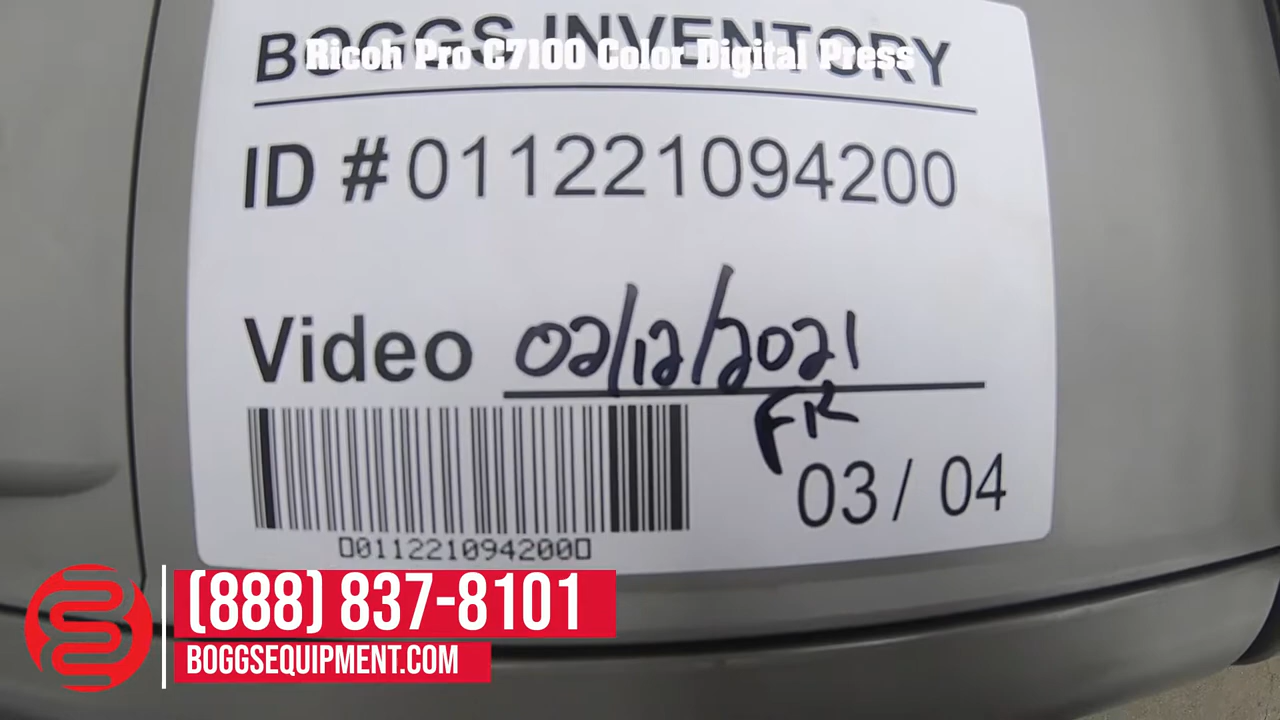 BOGGS INVENTORY
Ricoh Pro C7100 Color Digital Press
ID # 011221094200
Video 02/12/2021
FR
03 / 04
011221094200
(888) 837-8101
BOGGSEQUIPMENT.COM